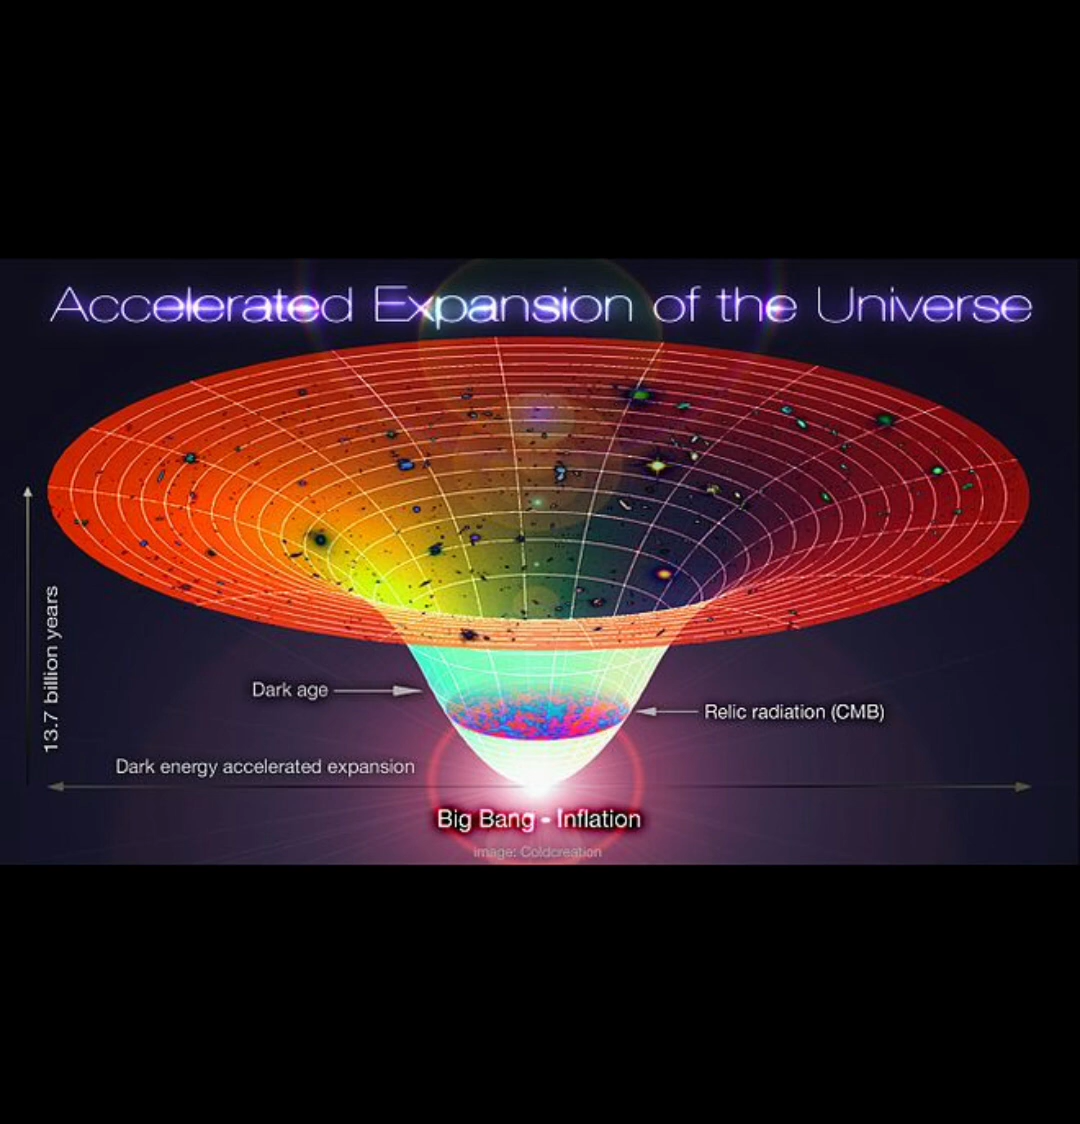 Accelerated Expansion of the Universe
13.7 billion years
Dark age
Relic radiation (CMB)
Dark energy accelerated expansion
Big Bang - Inflation
image: Coldcreation